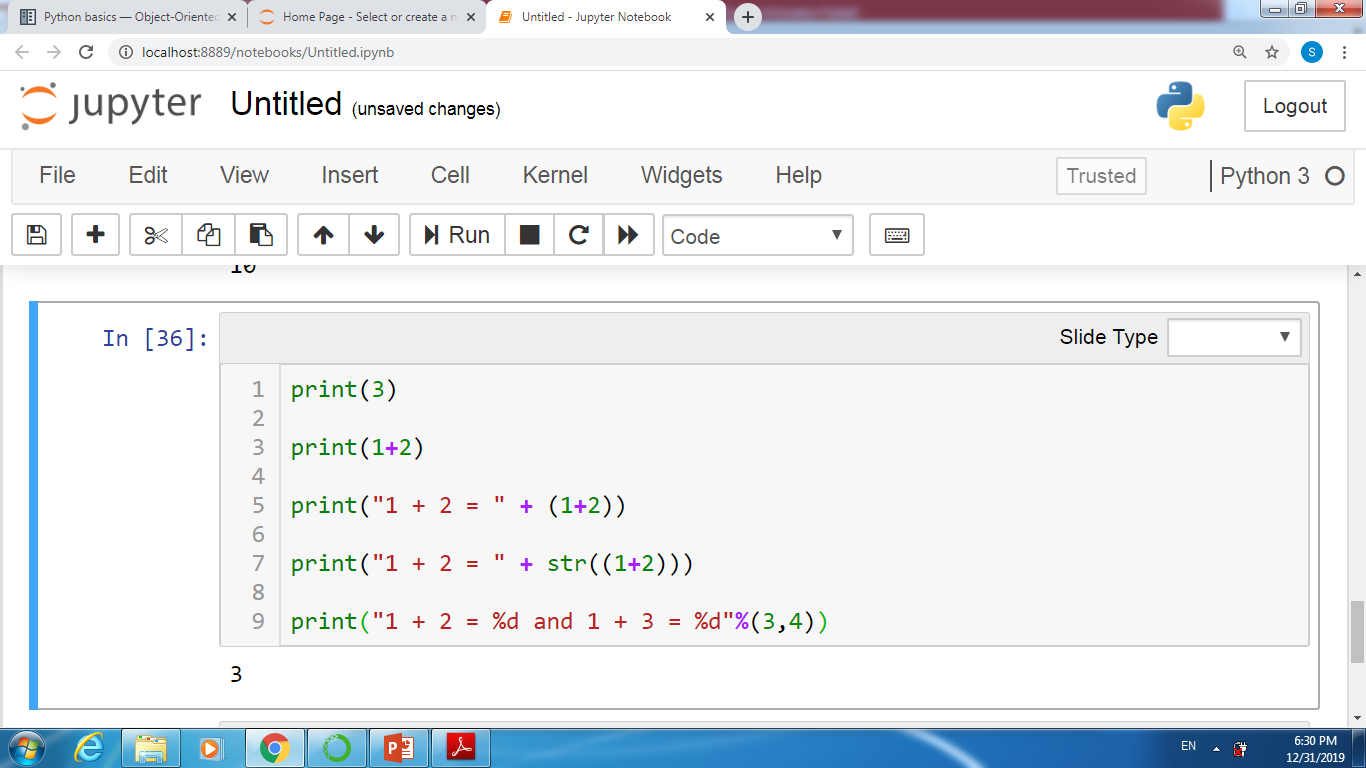 Python basics — Object-Oriented
Home Page - Select or create a n
Untitled - Jupyter Notebook
localhost:8889/notebooks/Untitled.ipynb
S
jupyter Untitled (unsaved changes)
Logout
File Edit View Insert Cell Kernel Widgets Help
Trusted
Python 3
Run
Code
10
In [36]:
Slide Type
1 print(3)
2
3 print(1+2)
4
5 print("1 + 2 = " + (1+2))
6
7 print("1 + 2 = " + str((1+2)))
8
9 print("1 + 2 = %d and 1 + 3 = %d"%(3,4))
3
EN
6:30 PM
12/31/2019